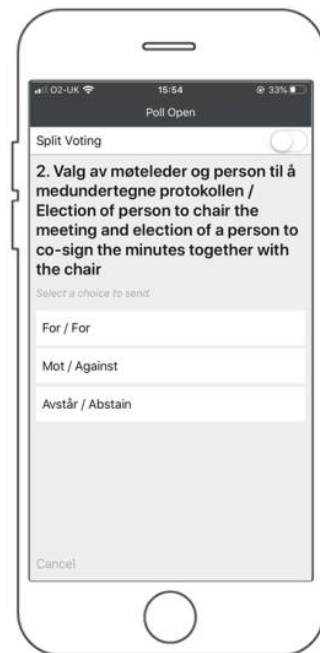 O2-UK 15:54 33%
Poll Open
Split Voting
2. Valg av møteleder og person til å
medundertegne protokollen /
Election of person to chair the
meeting and election of a person to
co-sign the minutes together with
the chair
Select a choice to send
For / For
Mot / Against
Avstår / Abstain
Cancel